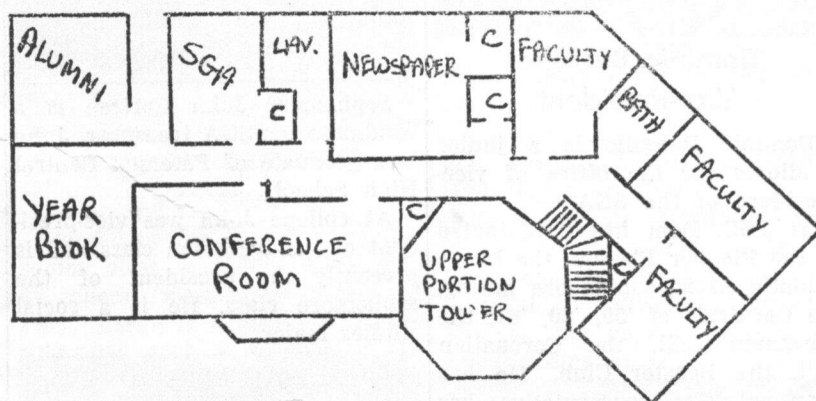 ALUMNI
SGA
LAV.
C
NEWSPAPER
C
C
FACULTY
BATH
FACULTY
FACULTY
C
YEAR
BOOK
CONFERENCE
ROOM
C
UPPER
PORTION
TOWER